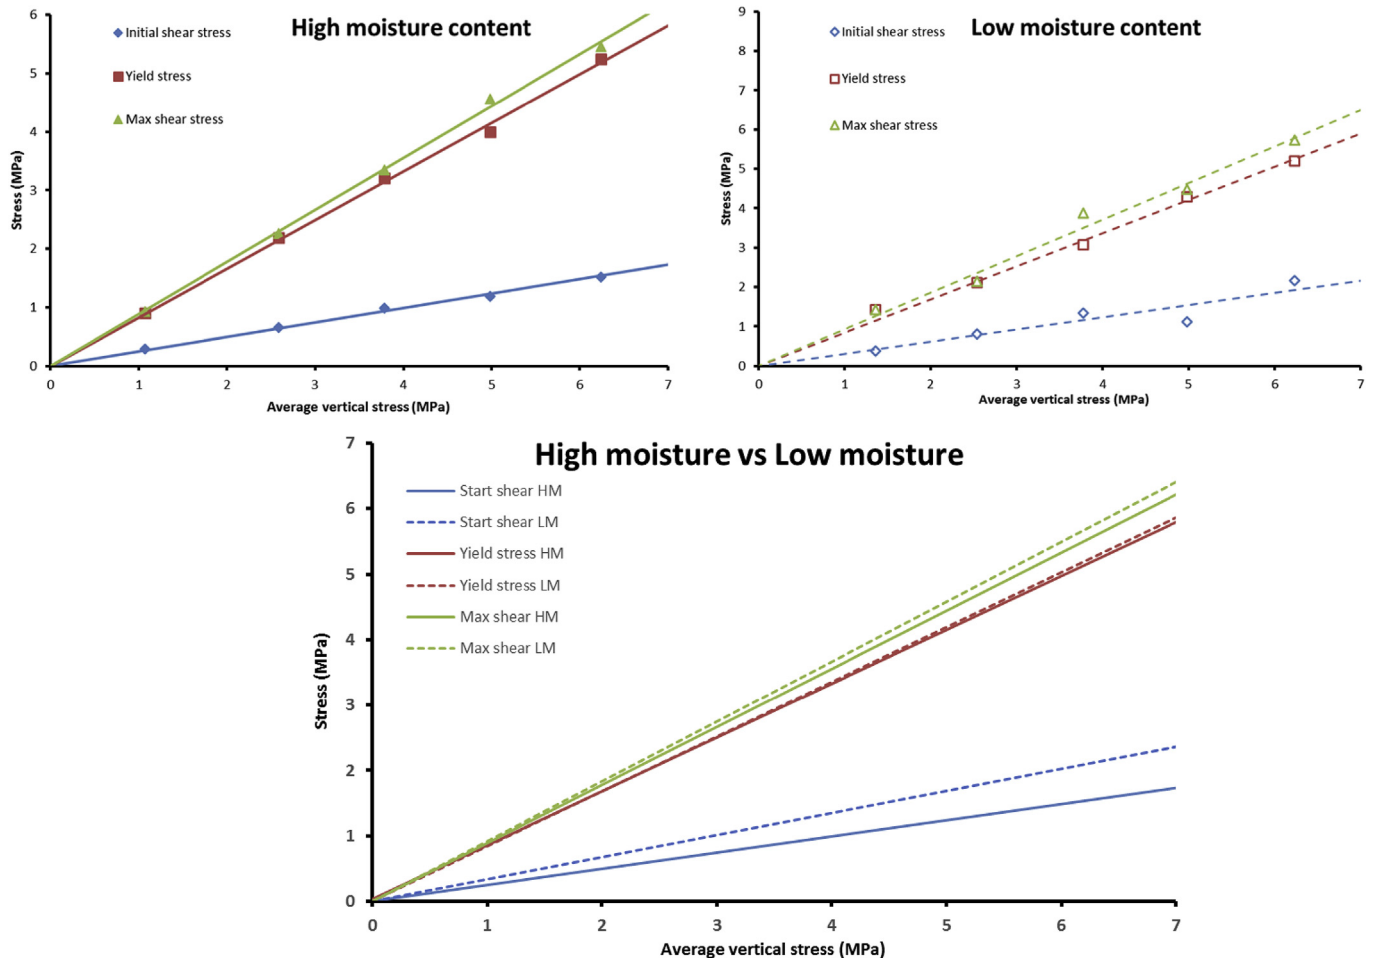 High moisture content
Initial shear stress
Yield stress
Max shear stress
6
5
4
3
2
1
0
Stress (MPa)
0 1 2 3 4 5 6 7
Average vertical stress (MPa)
Low moisture content
Initial shear stress
Yield stress
Max shear stress
9
8
7
6
5
4
3
2
1
0
Stress (MPa)
0 1 2 3 4 5 6 7
Average vertical stress (MPa)
High moisture vs Low moisture
Start shear HM
Start shear LM
Yield stress HM
Yield stress LM
Max shear HM
Max shear LM
7
6
5
4
3
2
1
0
Stress (MPa)
0 1 2 3 4 5 6 7
Average vertical stress (MPa)